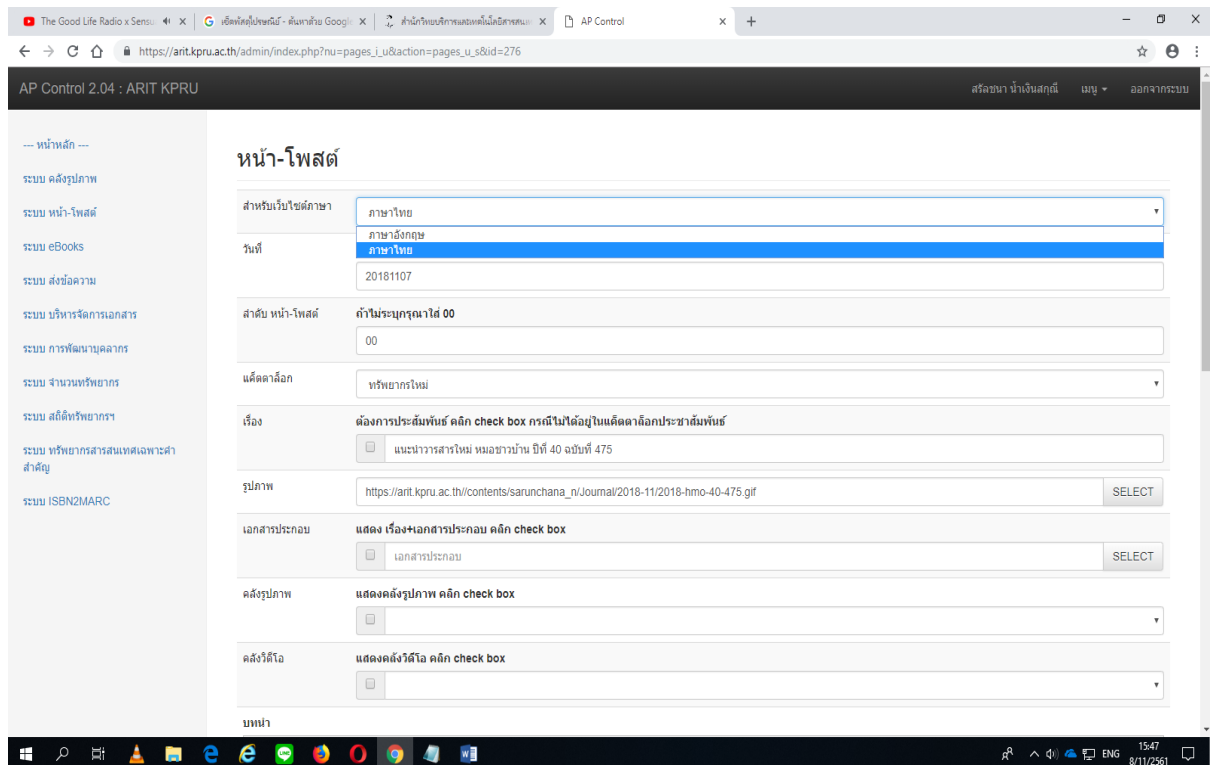 The Good Life Radio x Sensu
เช็คพัสดุไปรษณีย์ - ค้นหาด้วย Google
สำนักวิทยบริการและเทคโนโลยีสารสนเท
AP Control
https://arit.kpru.ac.th/admin/index.php?nu=pages_i_u&action=pages_u_s&id=276
AP Control 2.04 : ARIT KPRU
สรัลชนา น้ำเงินสกุณี
เมนู
ออกจากระบบ
--- หน้าหลัก ---
ระบบ คลังรูปภาพ
ระบบ หน้า-โพสต์
ระบบ eBooks
ระบบ ส่งข้อความ
ระบบ บริหารจัดการเอกสาร
ระบบ การพัฒนาบุคลากร
ระบบ จำนวนทรัพยากร
ระบบ สถิติทรัพยากรฯ
ระบบ ทรัพยากรสารสนเทศเฉพาะคำ
สำคัญ
ระบบ ISBN2MARC
หน้า-โพสต์
สำหรับเว็บไซต์ภาษา
ภาษาไทย
ภาษาอังกฤษ
ภาษาไทย
วันที่
20181107
ลำดับ หน้า-โพสต์
ถ้าไม่ระบุกรุณาใส่ 00
00
แค็ตตาล็อก
ทรัพยากรใหม่
เรื่อง
ต้องการประสัมพันธ์ คลิก check box กรณีไม่ได้อยู่ในแค็ตตาล็อกประชาสัมพันธ์
แนะนำวารสารใหม่ หมอชาวบ้าน ปีที่ 40 ฉบับที่ 475
รูปภาพ
https://arit.kpru.ac.th//contents/sarunchana_n/Journal/2018-11/2018-hmo-40-475.gif
SELECT
เอกสารประกอบ
แสดง เรื่อง+เอกสารประกอบ คลิก check box
เอกสารประกอบ
SELECT
คลังรูปภาพ
แสดงคลังรูปภาพ คลิก check box
คลังวิดีโอ
แสดงคลังวิดีโอ คลิก check box
บทนำ
ENG
15:47
8/11/2561